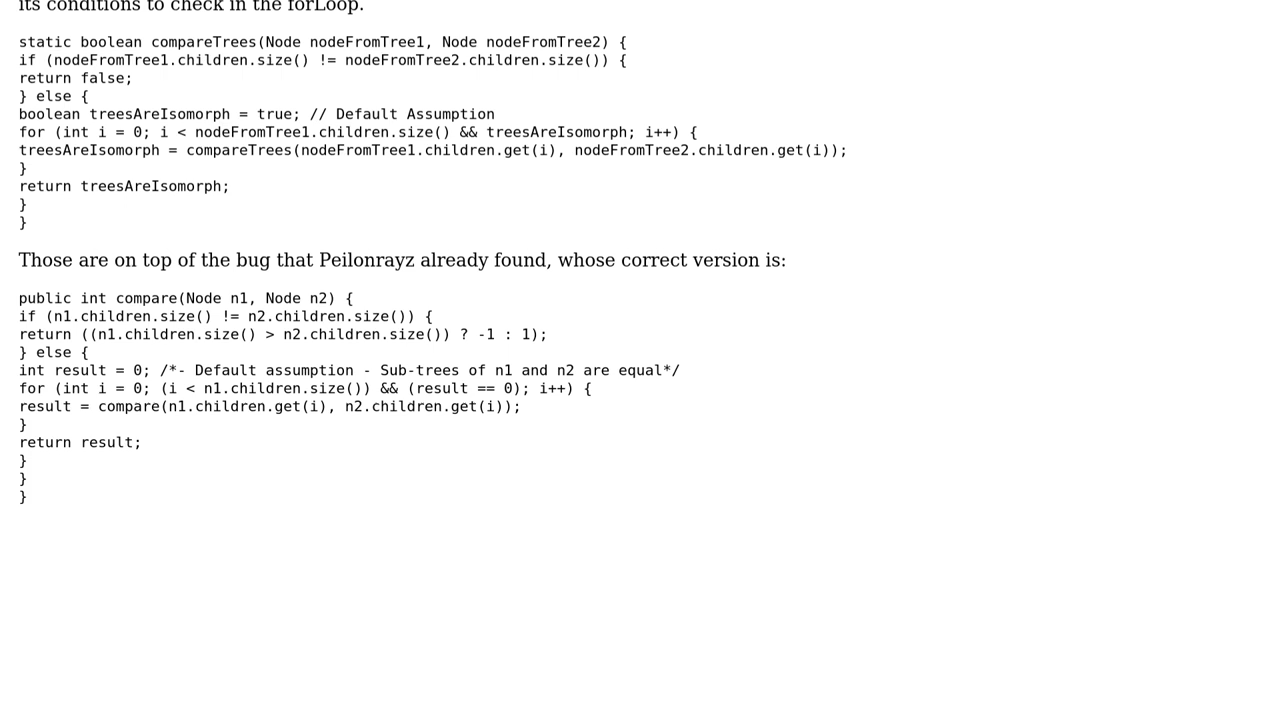 its conditions to check in the forLoop.
static boolean compareTrees(Node nodeFromTree1, Node nodeFromTree2) {
if (nodeFromTree1.children.size() != nodeFromTree2.children.size()) {
return false;
} else {
boolean treesAreIsomorph = true; // Default Assumption
for (int i = 0; i < nodeFromTree1.children.size() && treesAreIsomorph; i++) {
treesAreIsomorph = compareTrees(nodeFromTree1.children.get(i), nodeFromTree2.children.get(i));
}
return treesAreIsomorph;
}
}
Those are on top of the bug that Peilonrayz already found, whose correct version is:
public int compare(Node n1, Node n2) {
if (n1.children.size() != n2.children.size()) {
return ((n1.children.size() > n2.children.size()) ? -1 : 1);
} else {
int result = 0; /*- Default assumption - Sub-trees of n1 and n2 are equal*/
for (int i = 0; (i < n1.children.size()) && (result == 0); i++) {
result = compare(n1.children.get(i), n2.children.get(i));
}
return result;
}
}
}